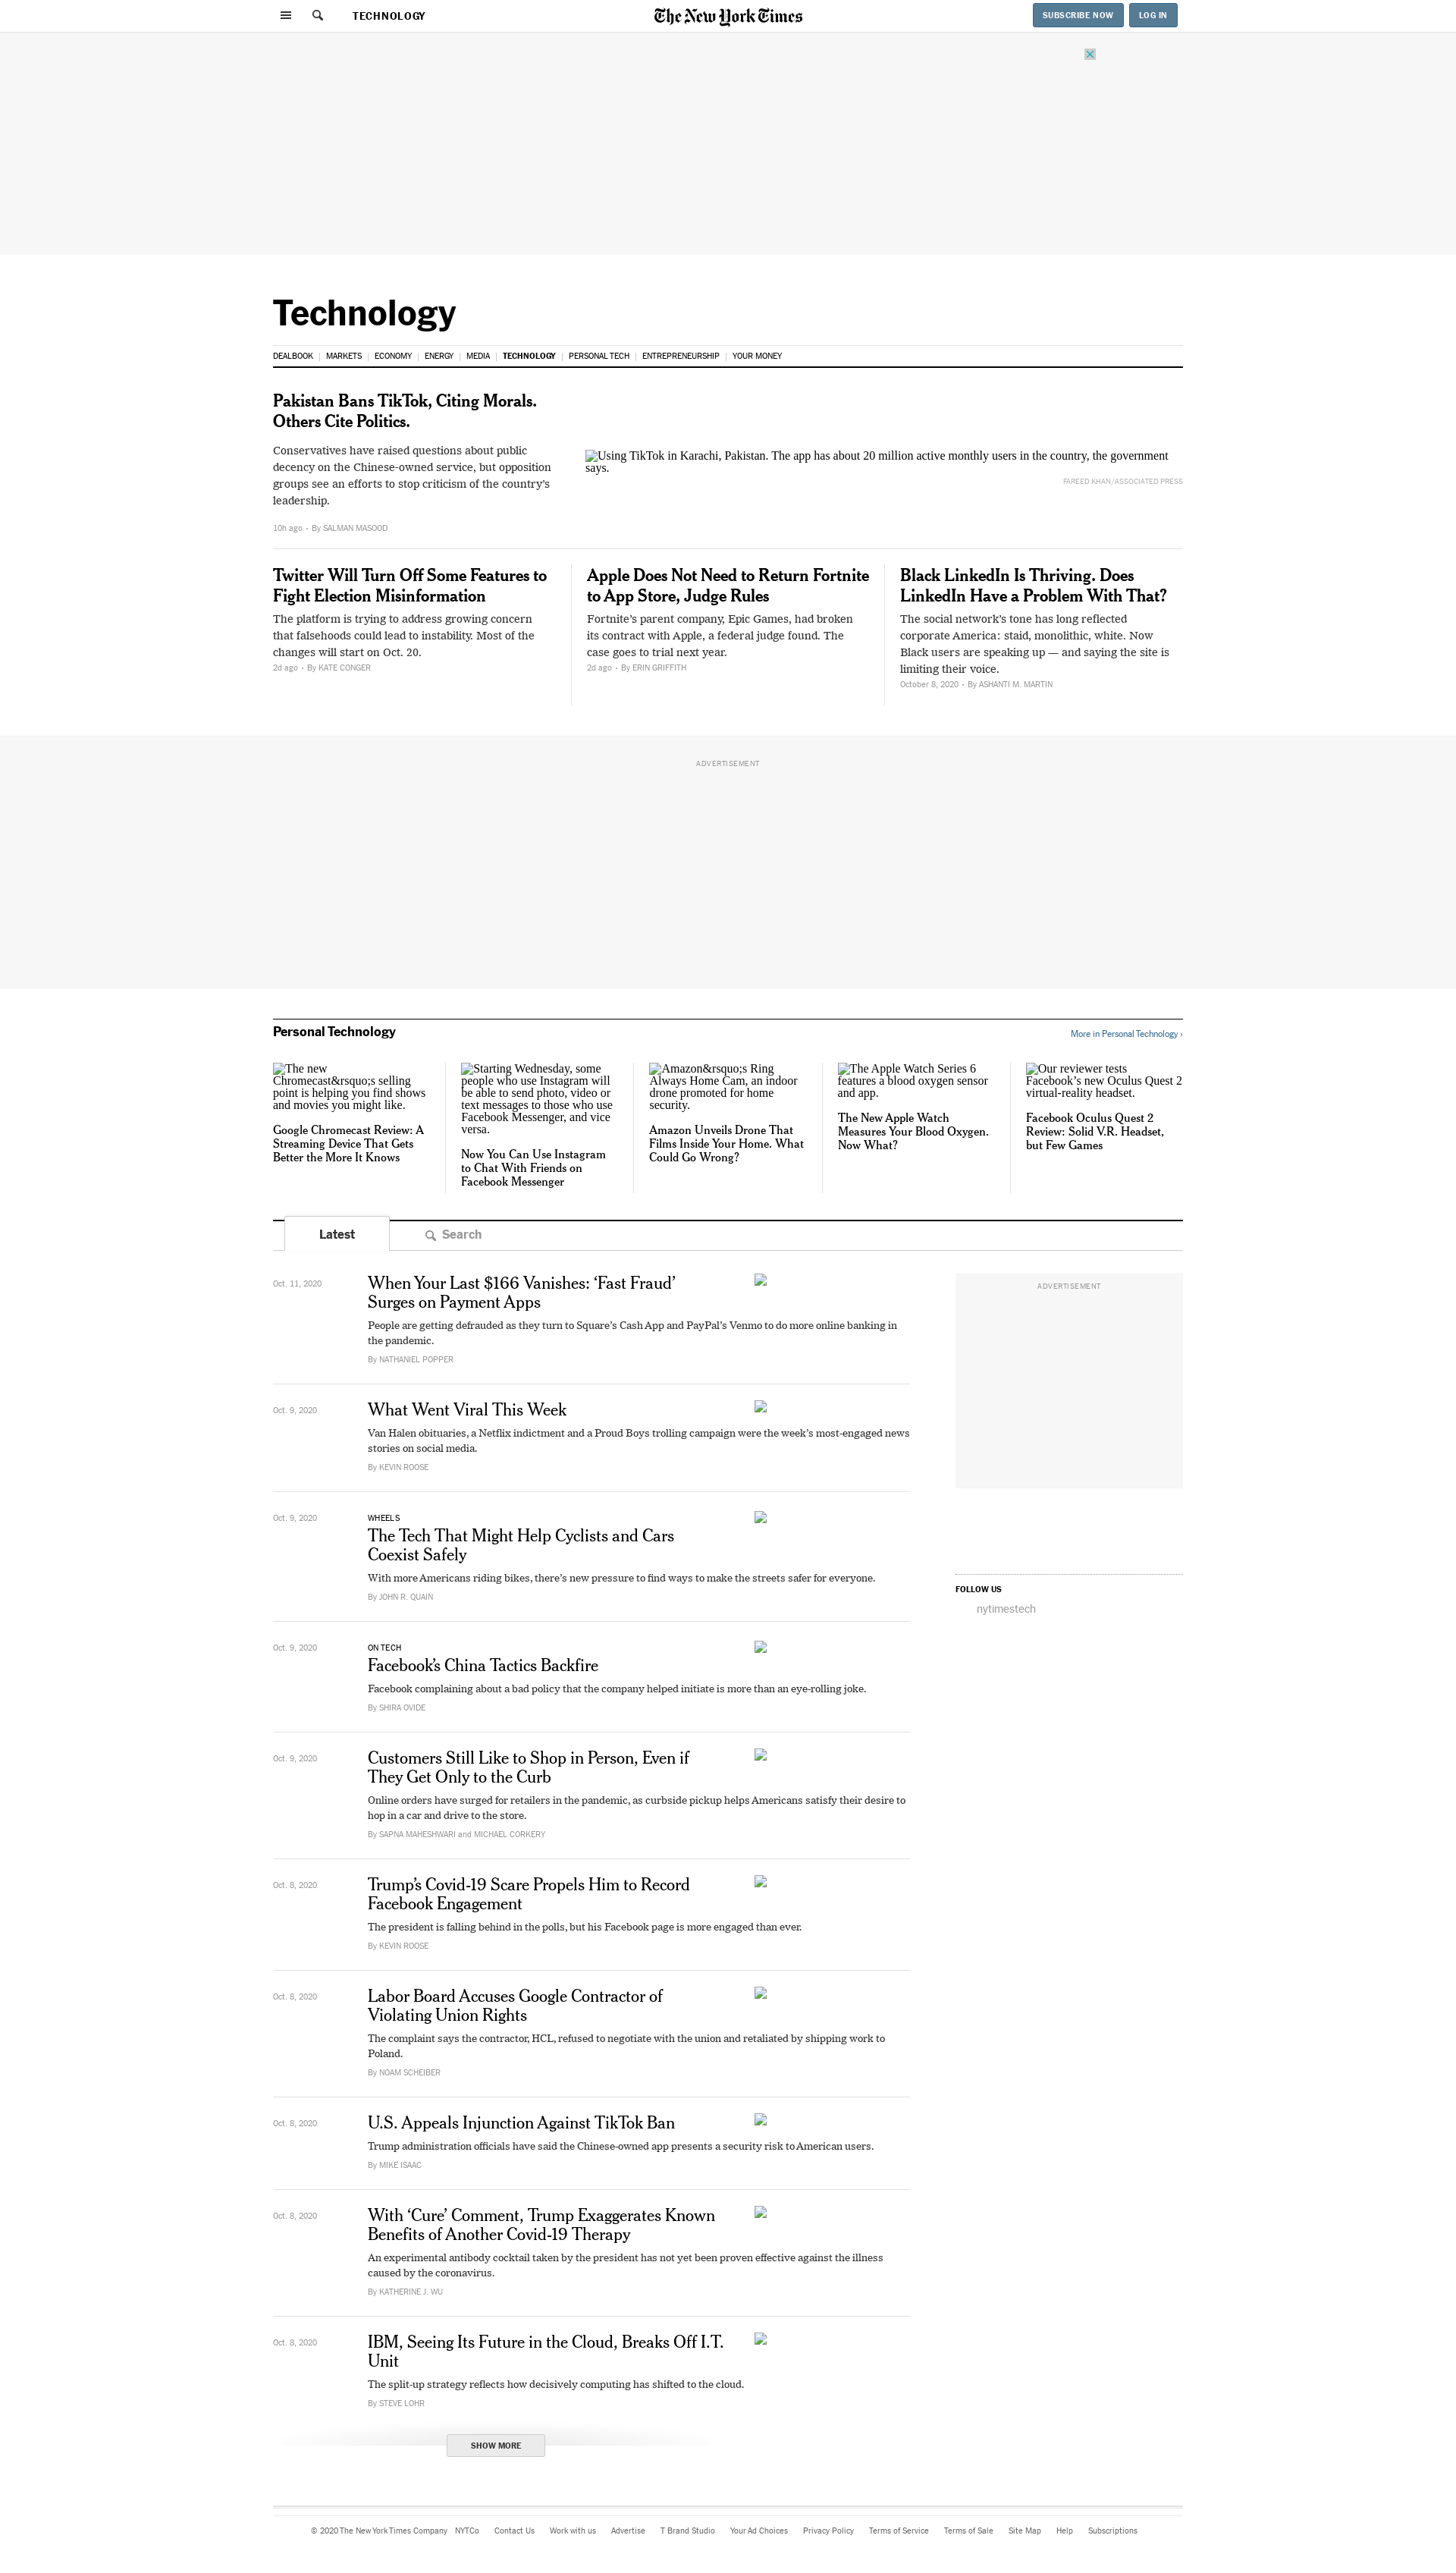 TECHNOLOGY
The New York Times
SUBSCRIBE NOW
LOG IN
Technology
DEALBOOK
MARKETS
ECONOMY
ENERGY
MEDIA
TECHNOLOGY
PERSONAL TECH
ENTREPRENEURSHIP
YOUR MONEY
Pakistan Bans TikTok, Citing Morals.
Others Cite Politics.
Conservatives have raised questions about public
decency on the Chinese-owned service, but opposition
groups see an efforts to stop criticism of the country’s
leadership.
10h ago • By SALMAN MASOOD
Using TikTok in Karachi, Pakistan. The app has about 20 million active monthly users in the country, the government
says.
FAREED KHAN/ASSOCIATED PRESS
Twitter Will Turn Off Some Features to
Fight Election Misinformation
The platform is trying to address growing concern
that falsehoods could lead to instability. Most of the
changes will start on Oct. 20.
2d ago • By KATE CONGER
Apple Does Not Need to Return Fortnite
to App Store, Judge Rules
Fortnite’s parent company, Epic Games, had broken
its contract with Apple, a federal judge found. The
case goes to trial next year.
2d ago • By ERIN GRIFFITH
Black LinkedIn Is Thriving. Does
LinkedIn Have a Problem With That?
The social network’s tone has long reflected
corporate America: staid, monolithic, white. Now
Black users are speaking up — and saying the site is
limiting their voice.
October 8, 2020 • By ASHANTI M. MARTIN
ADVERTISEMENT
Personal Technology
More in Personal Technology ›
The new
Chromecast&rsquo;s selling
point is helping you find shows
and movies you might like.
Google Chromecast Review: A
Streaming Device That Gets
Better the More It Knows
Starting Wednesday, some
people who use Instagram will
be able to send photo, video or
text messages to those who use
Facebook Messenger, and vice
versa.
Now You Can Use Instagram
to Chat With Friends on
Facebook Messenger
Amazon&rsquo;s Ring
Always Home Cam, an indoor
drone promoted for home
security.
Amazon Unveils Drone That
Films Inside Your Home. What
Could Go Wrong?
The Apple Watch Series 6
features a blood oxygen sensor
and app.
The New Apple Watch
Measures Your Blood Oxygen.
Now What?
Our reviewer tests
Facebook’s new Oculus Quest 2
virtual-reality headset.
Facebook Oculus Quest 2
Review: Solid V.R. Headset,
but Few Games
Latest
Search
Oct. 11, 2020
When Your Last $166 Vanishes: ‘Fast Fraud’
Surges on Payment Apps
People are getting defrauded as they turn to Square’s Cash App and PayPal’s Venmo to do more online banking in
the pandemic.
By NATHANIEL POPPER
ADVERTISEMENT
Oct. 9, 2020
What Went Viral This Week
Van Halen obituaries, a Netflix indictment and a Proud Boys trolling campaign were the week’s most-engaged news
stories on social media.
By KEVIN ROOSE
Oct. 9, 2020
WHEELS
The Tech That Might Help Cyclists and Cars
Coexist Safely
With more Americans riding bikes, there’s new pressure to find ways to make the streets safer for everyone.
By JOHN R. QUAIN
FOLLOW US
nytimestech
Oct. 9, 2020
ON TECH
Facebook’s China Tactics Backfire
Facebook complaining about a bad policy that the company helped initiate is more than an eye-rolling joke.
By SHIRA OVIDE
Oct. 9, 2020
Customers Still Like to Shop in Person, Even if
They Get Only to the Curb
Online orders have surged for retailers in the pandemic, as curbside pickup helps Americans satisfy their desire to
hop in a car and drive to the store.
By SAPNA MAHESHWARI and MICHAEL CORKERY
Oct. 8, 2020
Trump’s Covid-19 Scare Propels Him to Record
Facebook Engagement
The president is falling behind in the polls, but his Facebook page is more engaged than ever.
By KEVIN ROOSE
Oct. 8, 2020
Labor Board Accuses Google Contractor of
Violating Union Rights
The complaint says the contractor, HCL, refused to negotiate with the union and retaliated by shipping work to
Poland.
By NOAM SCHEIBER
Oct. 8, 2020
U.S. Appeals Injunction Against TikTok Ban
Trump administration officials have said the Chinese-owned app presents a security risk to American users.
By MIKE ISAAC
Oct. 8, 2020
With ‘Cure’ Comment, Trump Exaggerates Known
Benefits of Another Covid-19 Therapy
An experimental antibody cocktail taken by the president has not yet been proven effective against the illness
caused by the coronavirus.
By KATHERINE J. WU
Oct. 8, 2020
IBM, Seeing Its Future in the Cloud, Breaks Off I.T.
Unit
The split-up strategy reflects how decisively computing has shifted to the cloud.
By STEVE LOHR
SHOW MORE
© 2020 The New York Times Company
NYTCo
Contact Us
Work with us
Advertise
T Brand Studio
Your Ad Choices
Privacy Policy
Terms of Service
Terms of Sale
Site Map
Help
Subscriptions